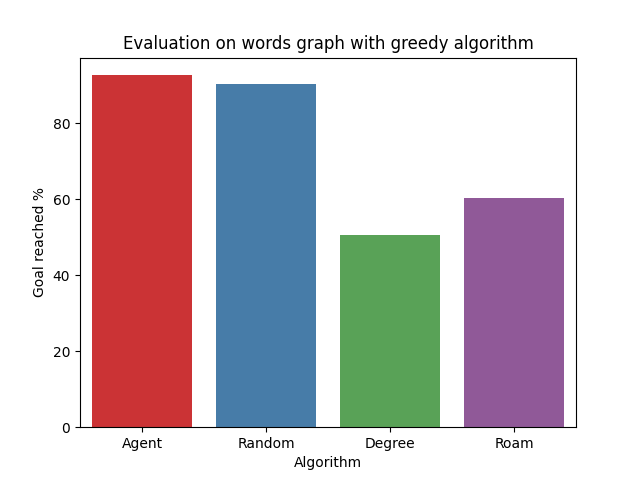 Evaluation on words graph with greedy algorithm
Goal reached %
80
60
40
20
0
Agent Random Degree Roam
Algorithm